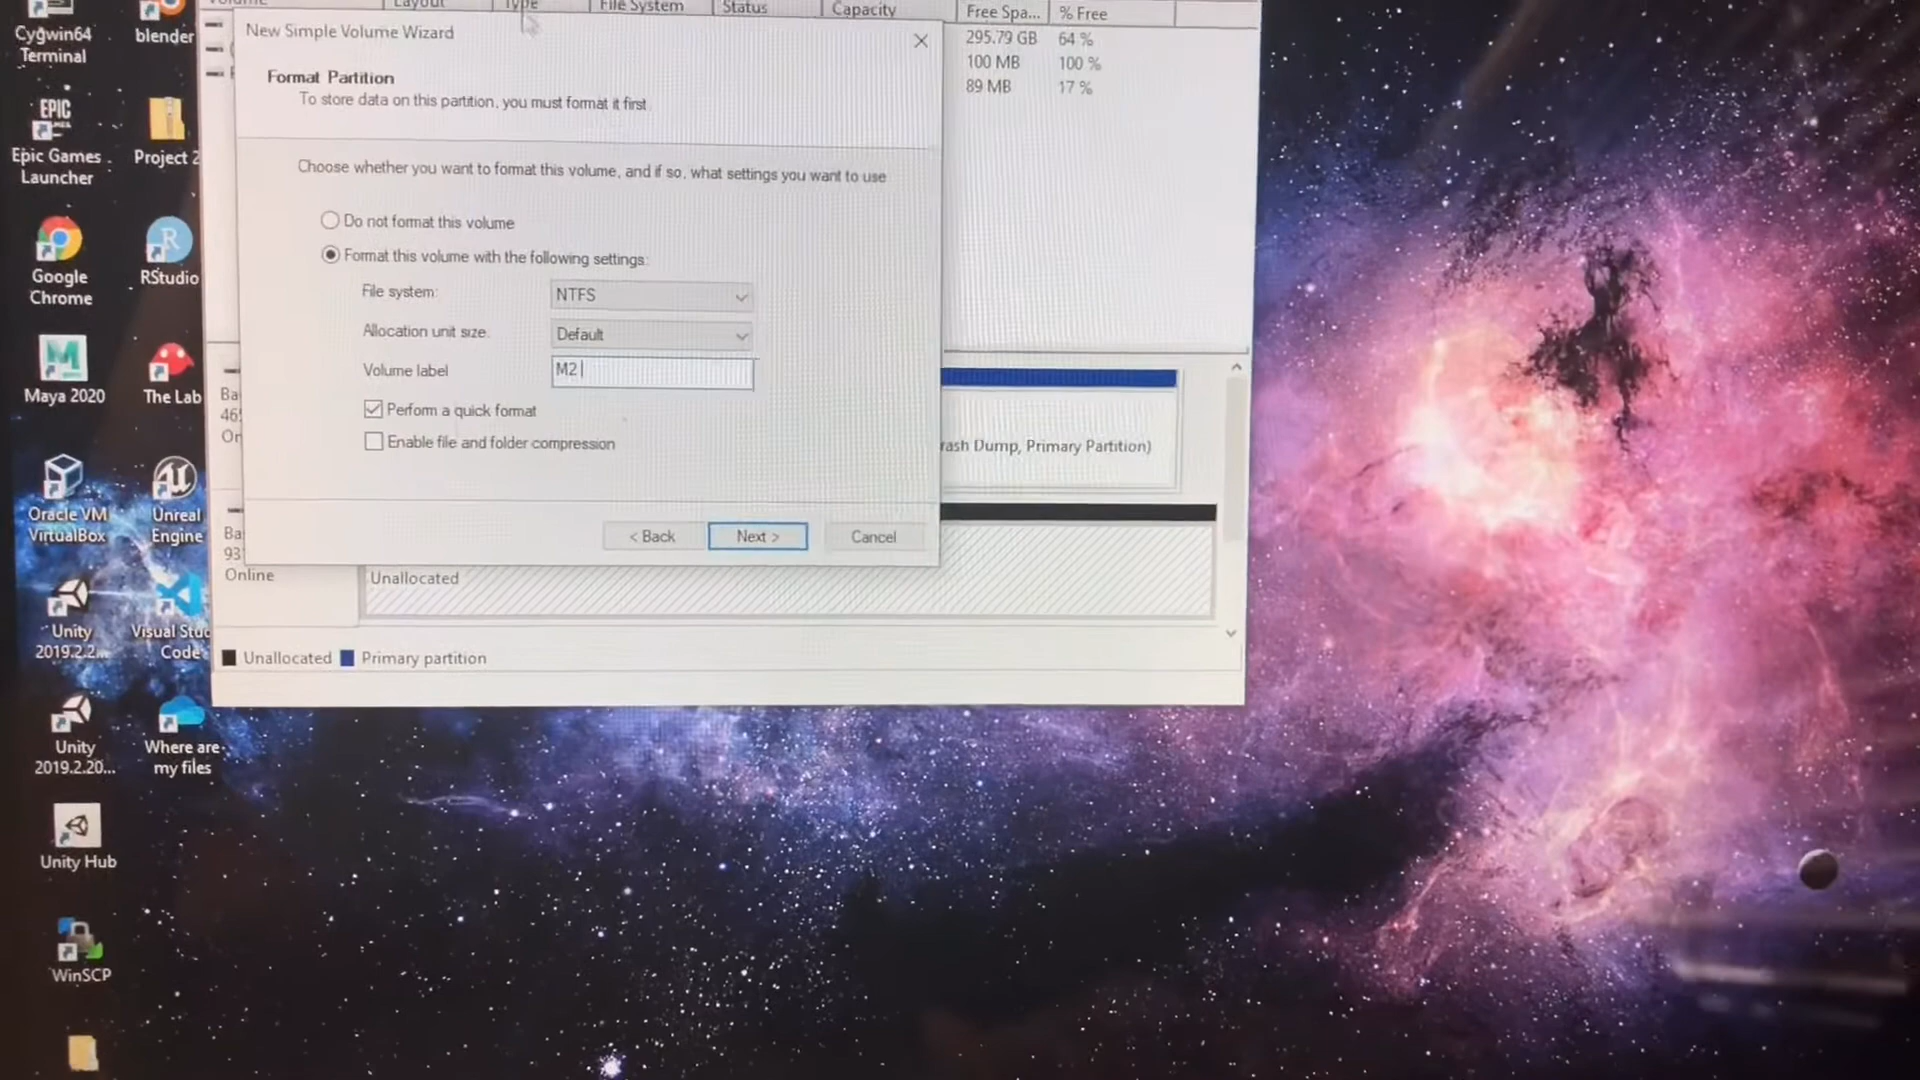 Layout
Type
File System
Status
Capacity
Free Spa...
% Free
295.79 GB
64 %
100 MB
100 %
89 MB
17 %
New Simple Volume Wizard
Format Partition
To store data on this partition, you must format it first
Choose whether you want to format this volume, and if so, what settings you want to use
Do not format this volume
Format this volume with the following settings:
File system:
NTFS
Allocation unit size:
Default
Volume label
M2
Perform a quick format
Enable file and folder compression
< Back
Next >
Cancel
rash Dump, Primary Partition)
Ba
46
Or
Ba
93
Online
Unallocated
Unallocated
Primary partition
Cygwin64
Terminal
blender
EPIC
Epic Games
Launcher
Project 2
Google
Chrome
R
RStudio
M
Maya 2020
The Lab
Oracle VM
VirtualBox
Unreal
Engine
Unity
2019.2.2...
Visual Stuc
Code
Unity
2019.2.20...
Where are
my files
Unity Hub
WinSCP